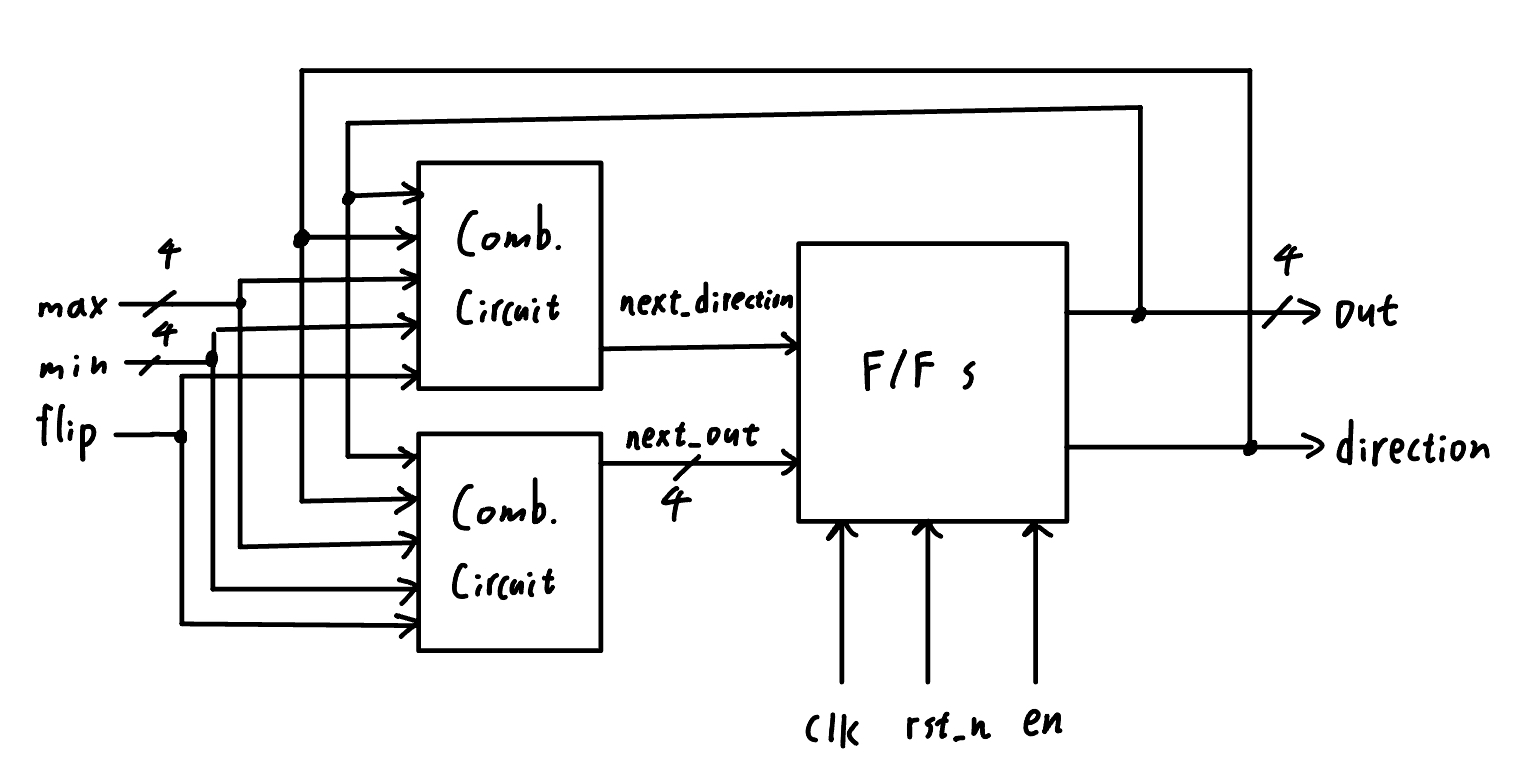 max
4
min
4
flip
Comb.
Circuit
next_direction
Comb.
Circuit
next_out
4
F/F s
4
out
direction
clk
rst_n
en